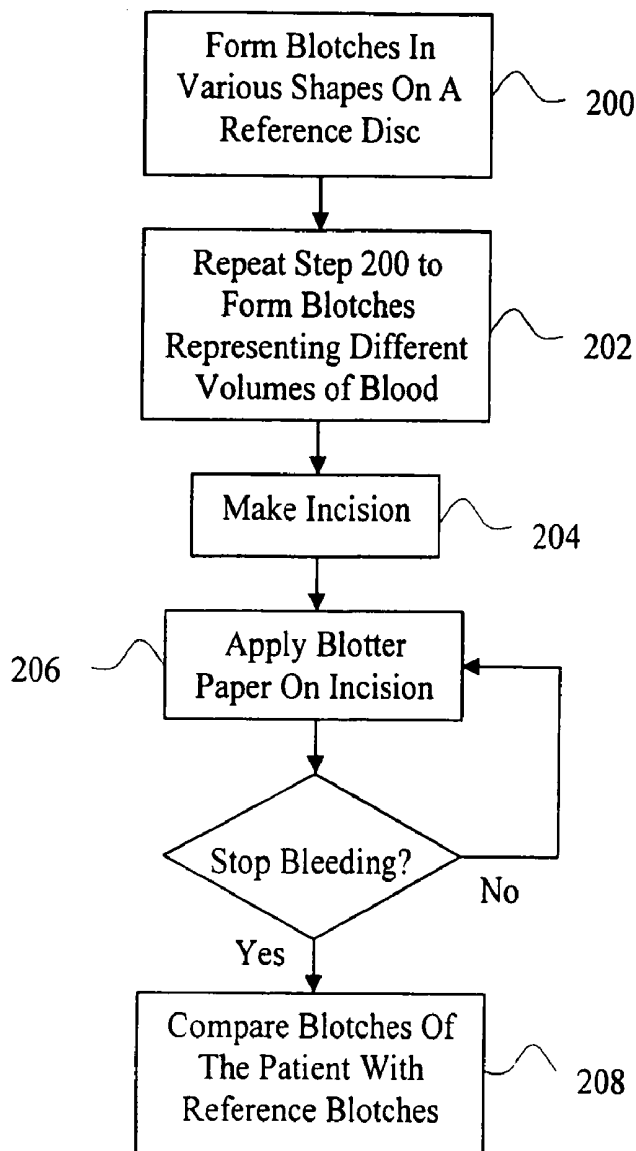 Form Blotches In
Various Shapes On A
Reference Disc
200
Repeat Step 200 to
Form Blotches
Representing Different
Volumes of Blood
202
Make Incision
204
Apply Blotter
Paper On Incision
206
Stop Bleeding?
No
Yes
Compare Blotches Of
The Patient With
Reference Blotches
208